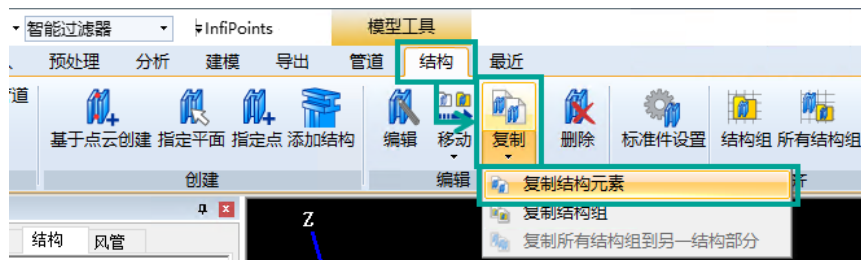 智能过滤器 InfiPoints 模型工具
预处理 分析 建模 导出 管道 结构 最近
道 基于点云创建 指定平面 指定点 添加结构 编辑 移动 复制 删除 标准件设置 结构组 所有结构组
创建 编辑
复制结构元素
Z 复制结构组
结构 风管 复制所有结构组到另一结构部分